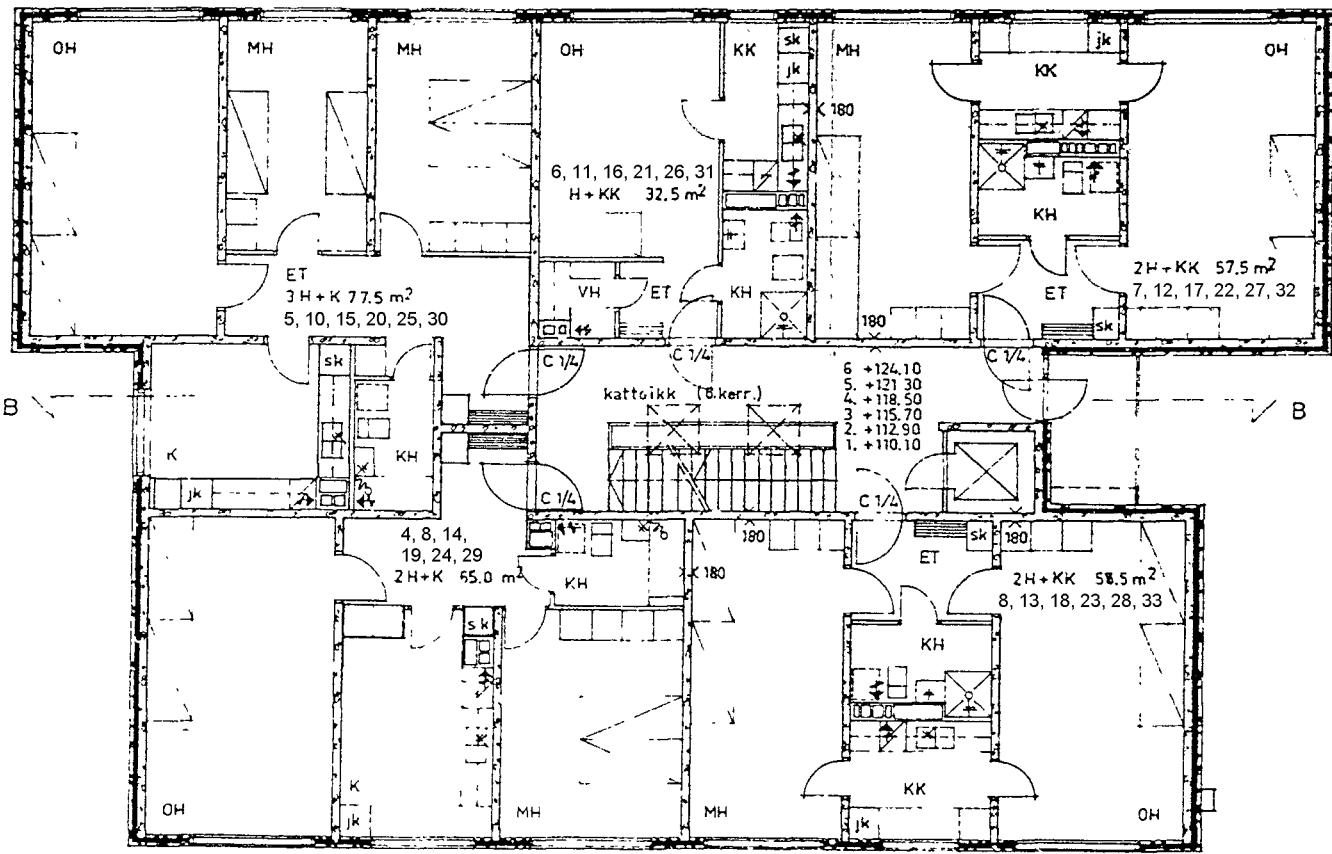 OH
MH
MH
OH
KK
sk
jk
MH
KK
jk
OH
180
6, 11, 16, 21, 26, 31
H + KK 32.5 m²
KH
ET
3 H + K 77.5 m²
5, 10, 15, 20, 25, 30
VH
ET
KH
2H + KK 57.5 m²
7, 12, 17, 22, 27, 32
ET
sk
180
sk
C 1/4
C 1/4
C 1/4
kattoikk (6.kerr.)
6 +124.10
5. +121.30
4. +118.50
3 +115.70
2. +112.90
1. +110.10
B
B
K
KH
jk
C 1/4
C 1/4
4, 8, 14,
19, 24, 29
2H + K 65.0 m²
KH
180
180
ET
sk
180
2H + KK 58.5 m²
8, 13, 18, 23, 28, 33
sk
KH
K
KK
OH
jk
MH
MH
jk
OH